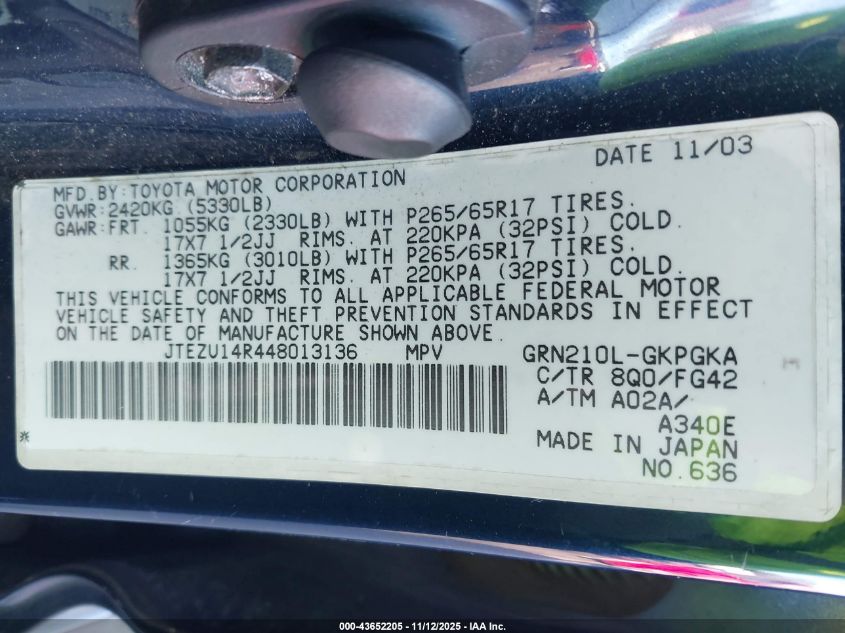 DATE 11/03
MFD.BY:TOYOTA MOTOR CORPORATION
GVWR:2420KG (5330LB)
GAWR:FRT. 1055KG (2330LB) WITH P265/65R17 TIRES.
17X7 1/2JJ RIMS. AT 220KPA (32PSI) COLD.
RR. 1365KG (3010LB) WITH P265/65R17 TIRES.
17X7 1/2JJ RIMS. AT 220KPA (32PSI) COLD.
THIS VEHICLE CONFORMS TO ALL APPLICABLE FEDERAL MOTOR
VEHICLE SAFETY AND THEFT PREVENTION STANDARDS IN EFFECT
ON THE DATE OF MANUFACTURE SHOWN ABOVE.
JTEZU14R448013136 MPV GRN210L-GKPGKA
C/TR 8Q0/FG42
A/TM A02A/
A340E
MADE IN JAPAN
NO.636
000-43652205 - 11/12/2025 - IAA Inc.